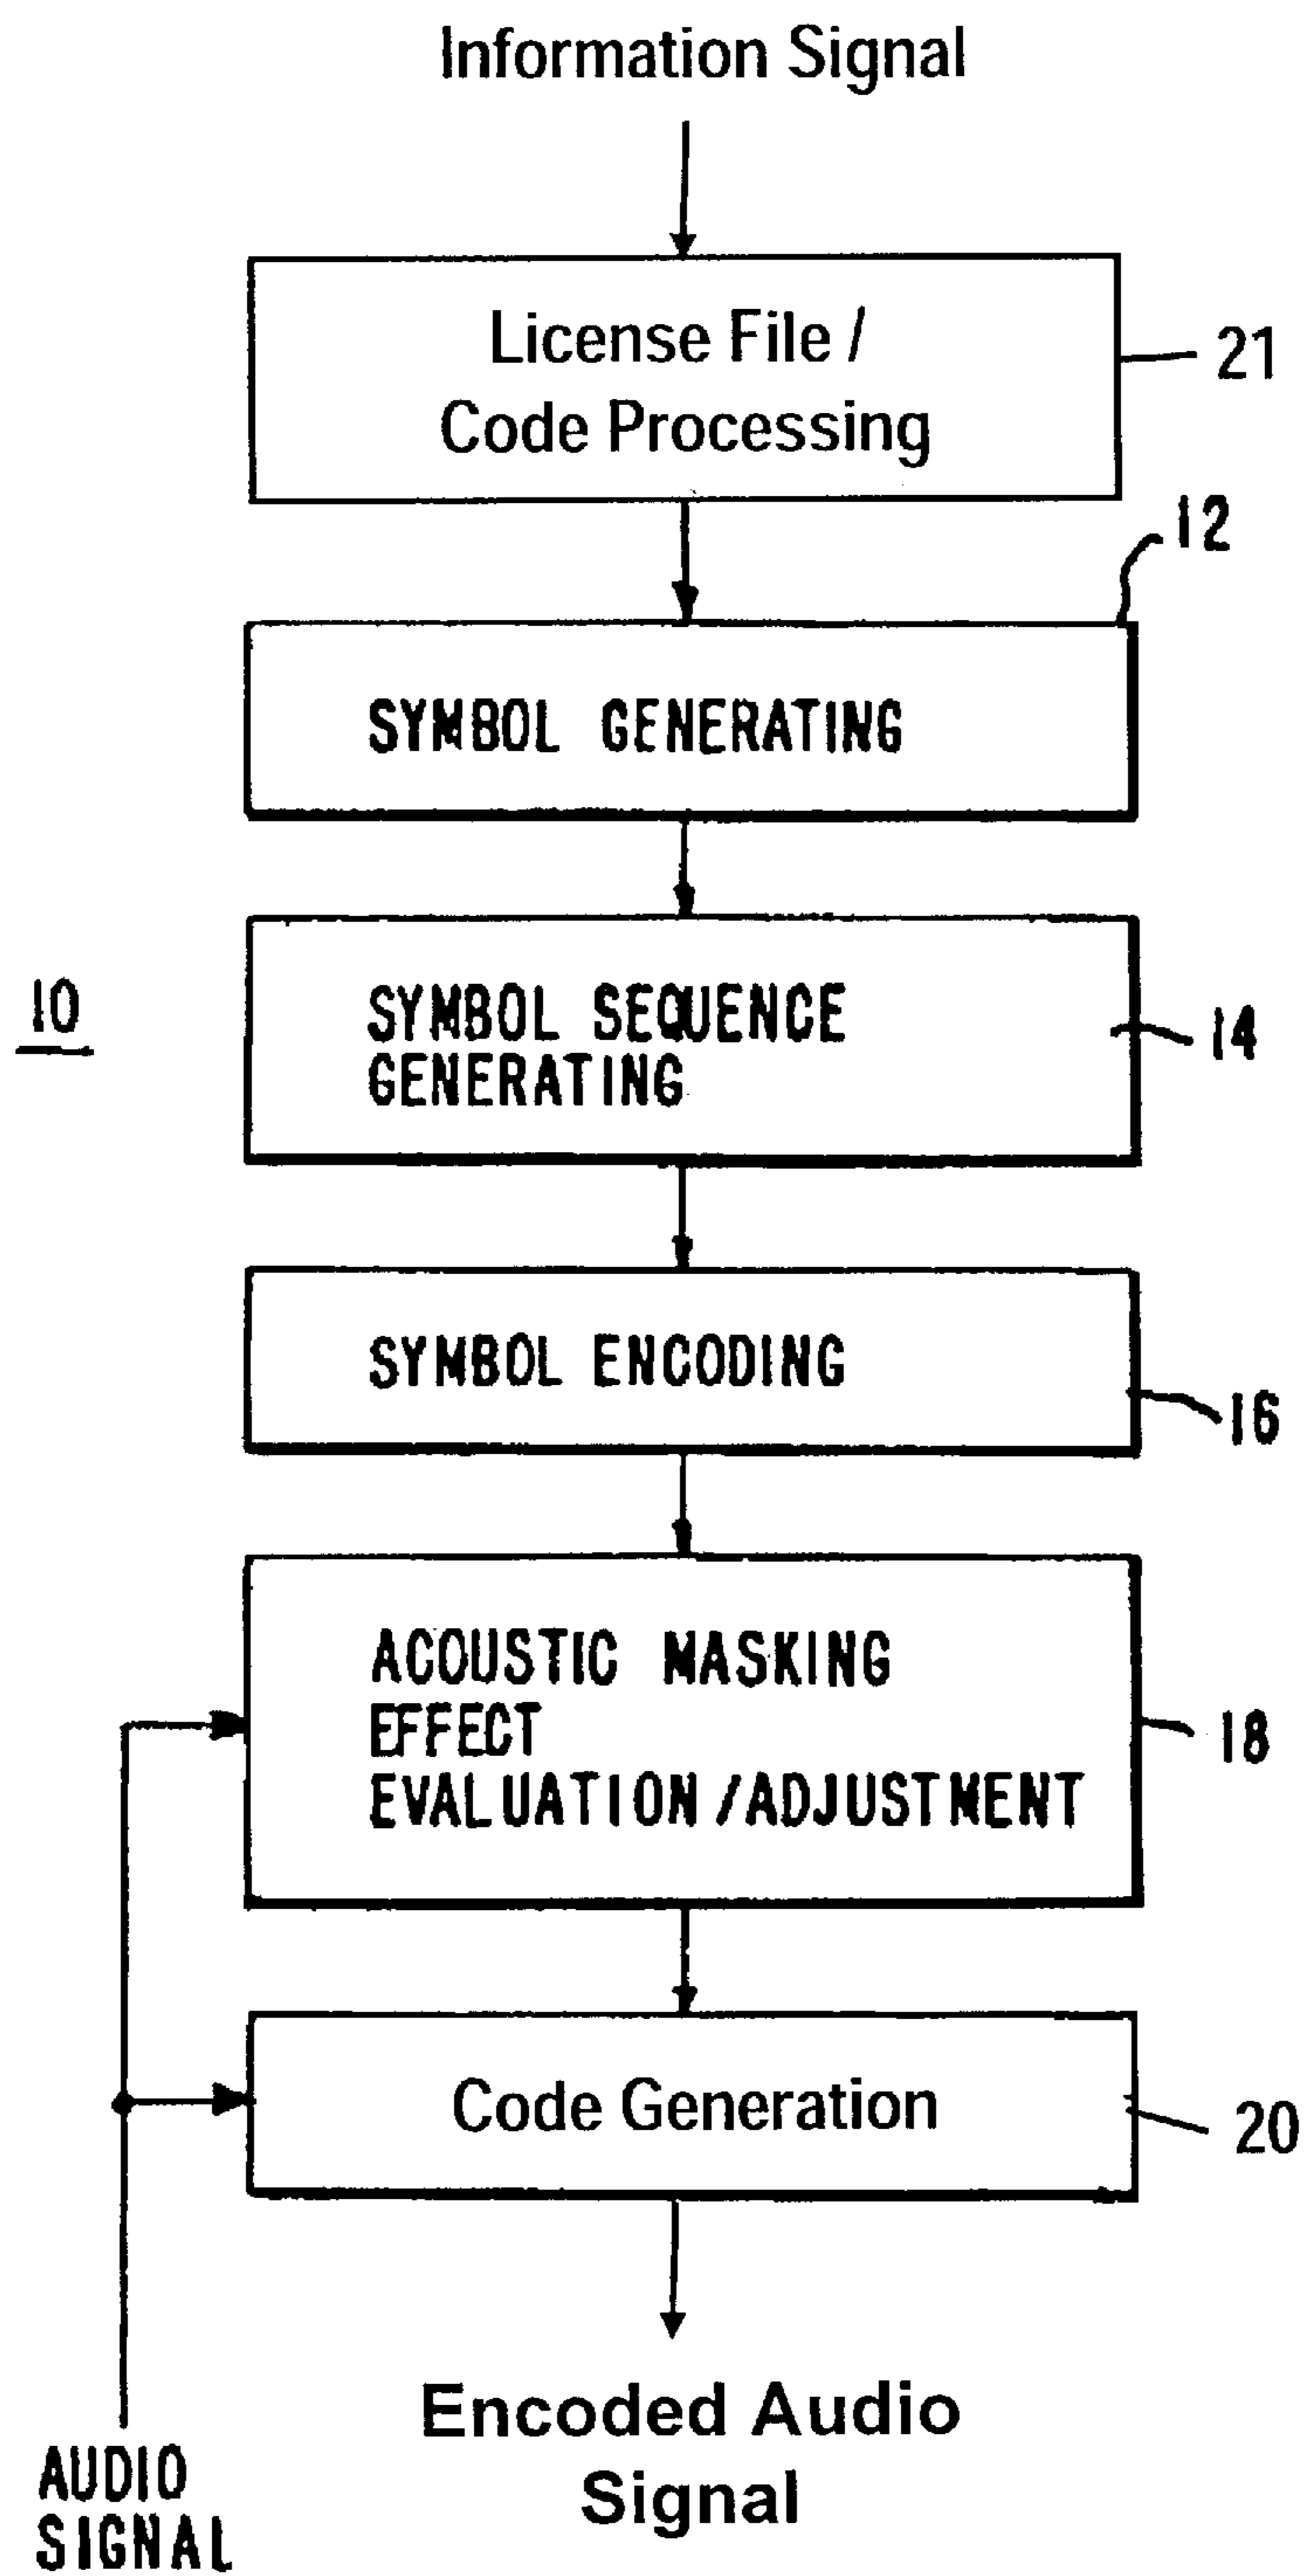 Information Signal
License File /
Code Processing
21
12
SYMBOL GENERATING
10
SYMBOL SEQUENCE
GENERATING
14
SYMBOL ENCODING
16
ACOUSTIC MASKING
EFFECT
EVALUATION/ADJUSTMENT
18
Code Generation
20
Encoded Audio
Signal
AUDIO
SIGNAL